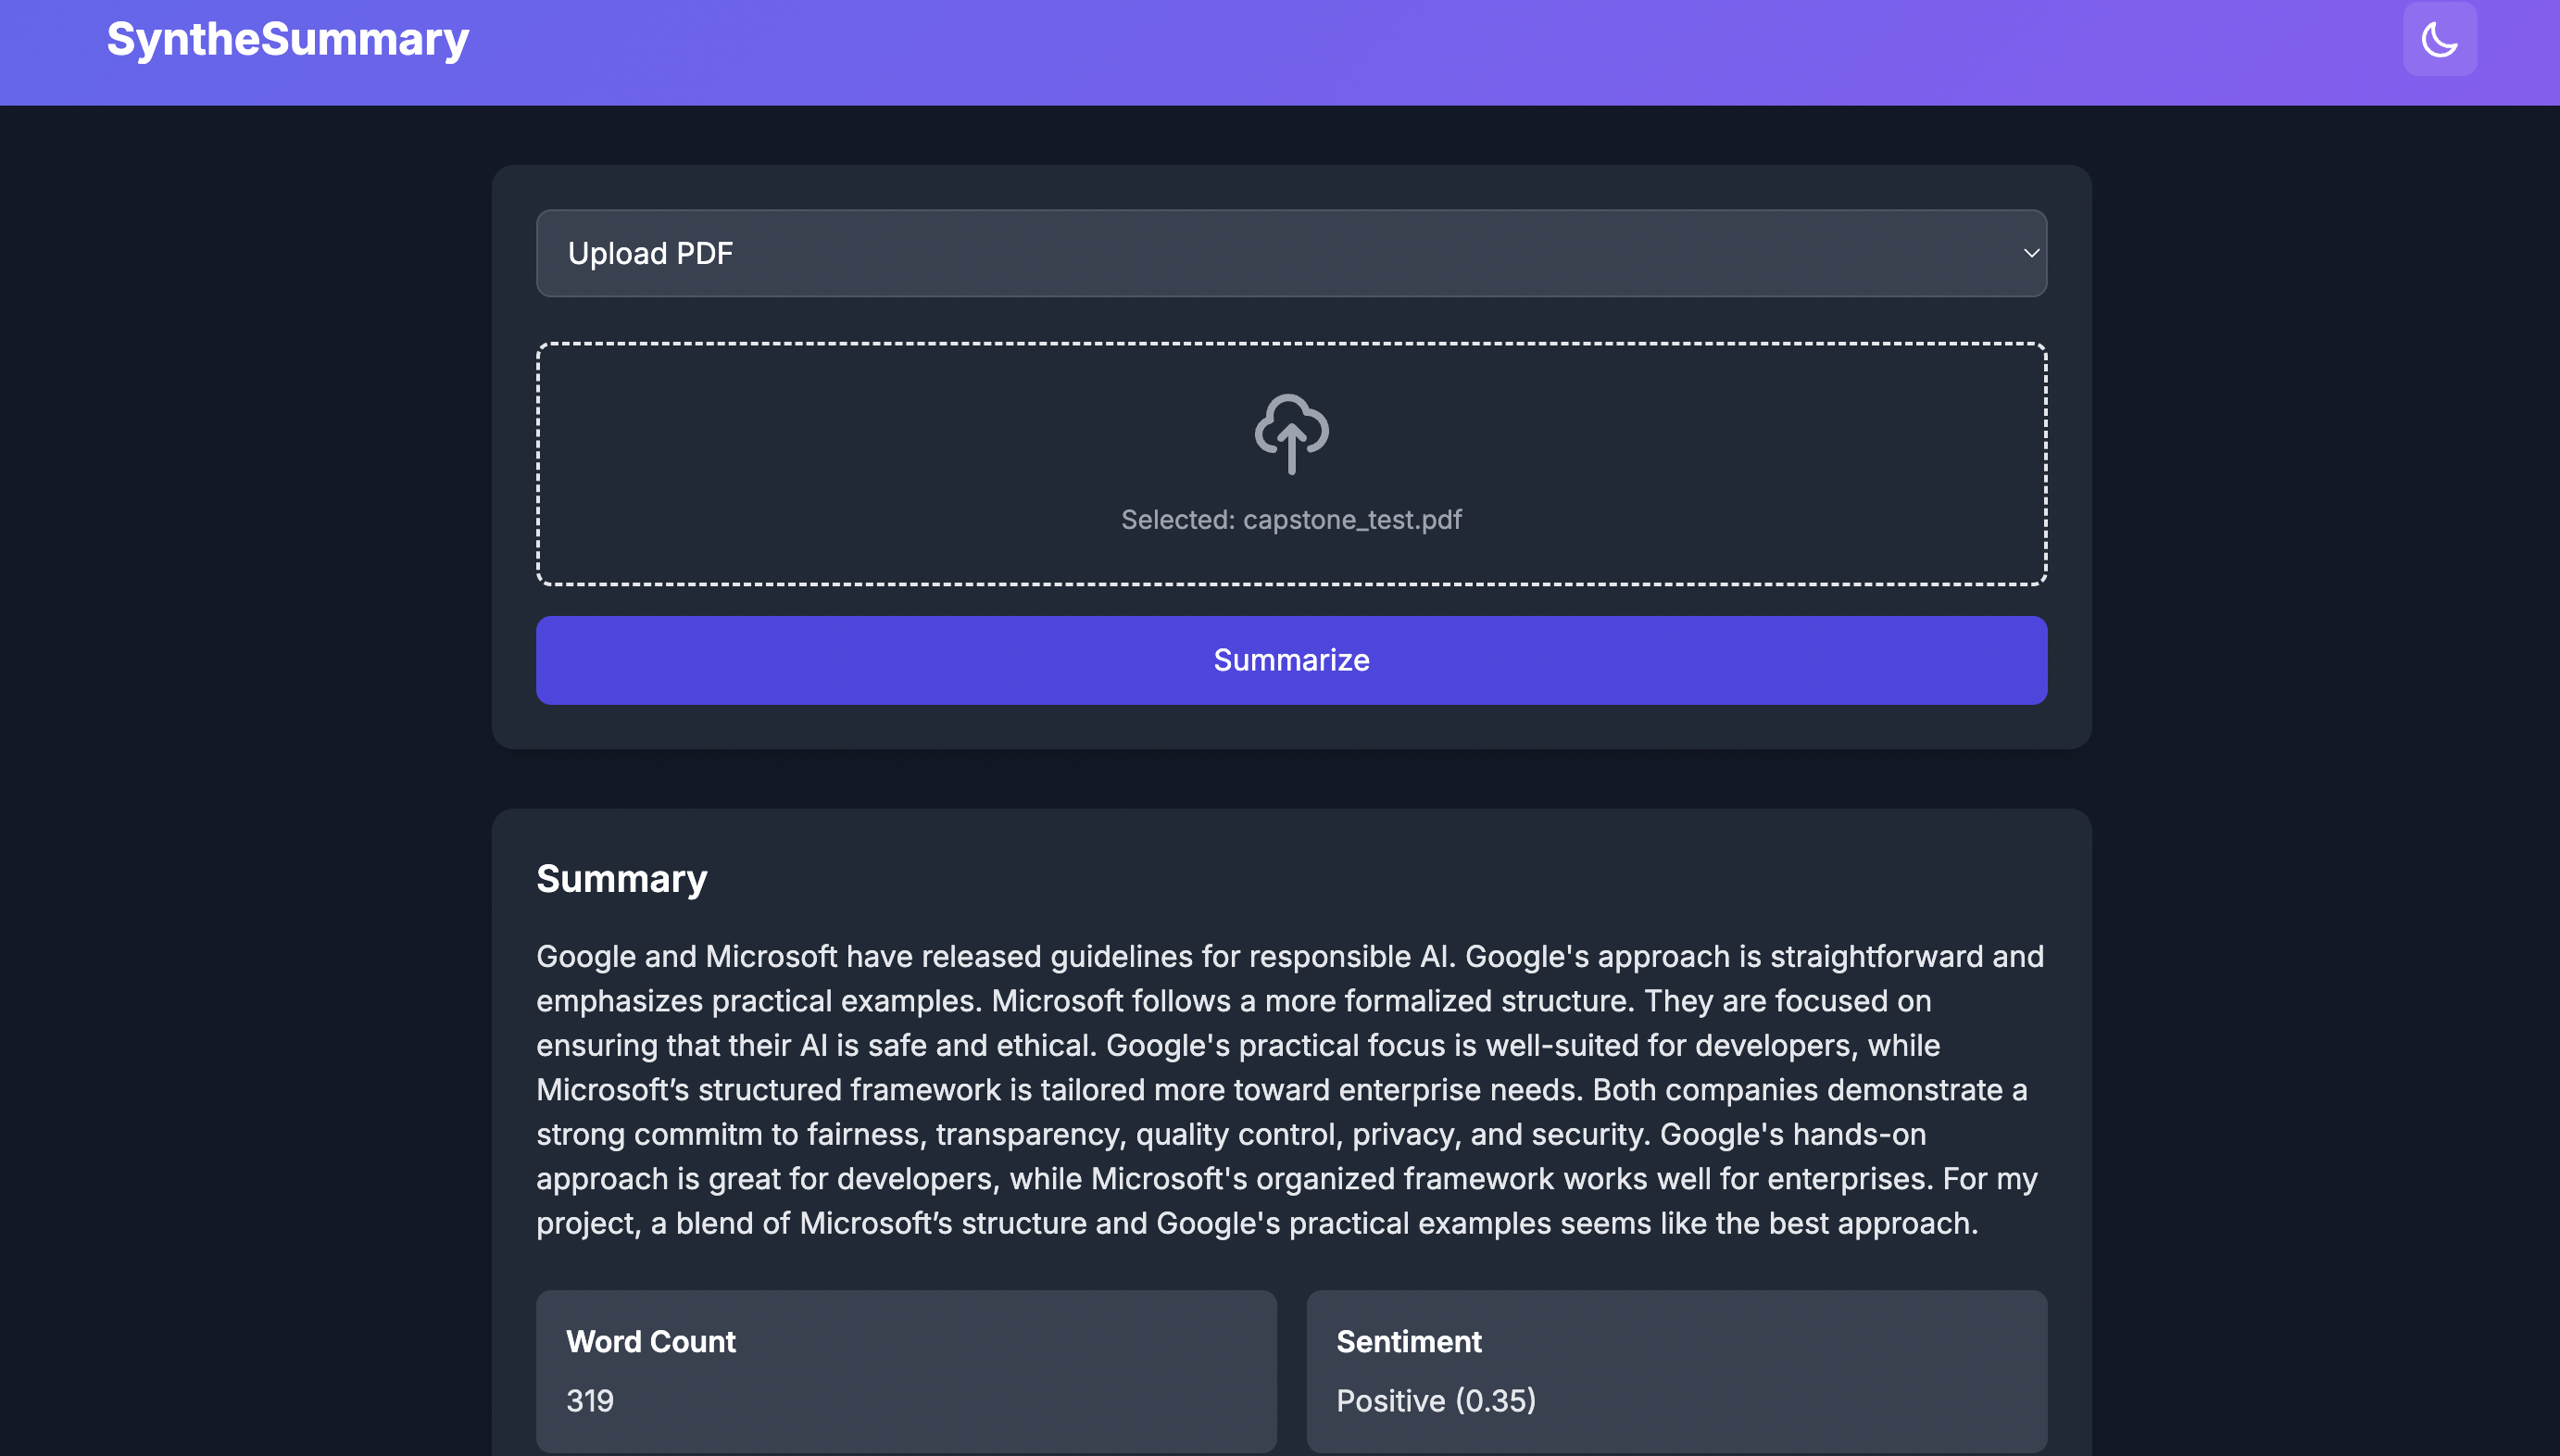 SyntheSummary
Upload PDF
Selected: capstone_test.pdf
Summarize
Summary
Google and Microsoft have released guidelines for responsible AI. Google's approach is straightforward and
emphasizes practical examples. Microsoft follows a more formalized structure. They are focused on
ensuring that their AI is safe and ethical. Google's practical focus is well-suited for developers, while
Microsoft’s structured framework is tailored more toward enterprise needs. Both companies demonstrate a
strong commitm to fairness, transparency, quality control, privacy, and security. Google's hands-on
approach is great for developers, while Microsoft's organized framework works well for enterprises. For my
project, a blend of Microsoft’s structure and Google's practical examples seems like the best approach.
Word Count
319
Sentiment
Positive (0.35)